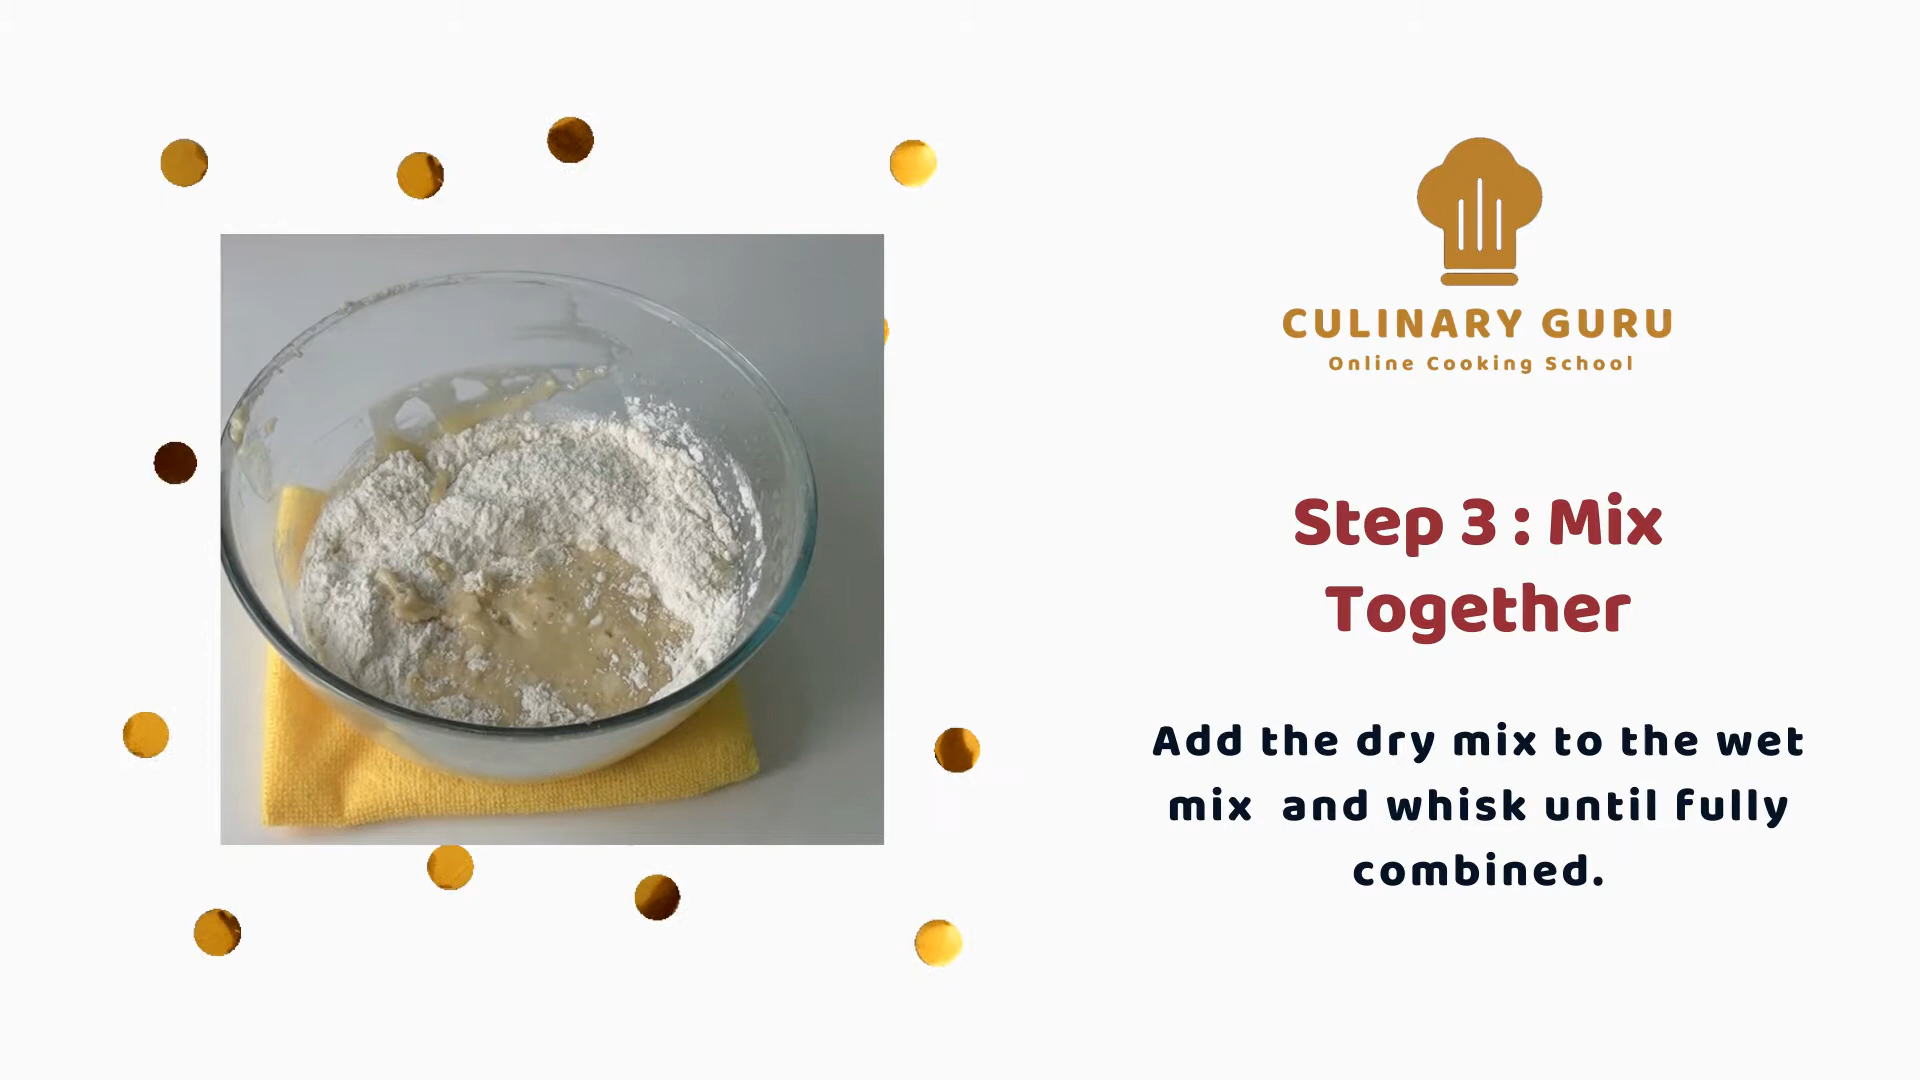 CULINARY GURU
Online Cooking School
Step 3 : Mix
Together
Add the dry mix to the wet
mix  and whisk until fully
combined.